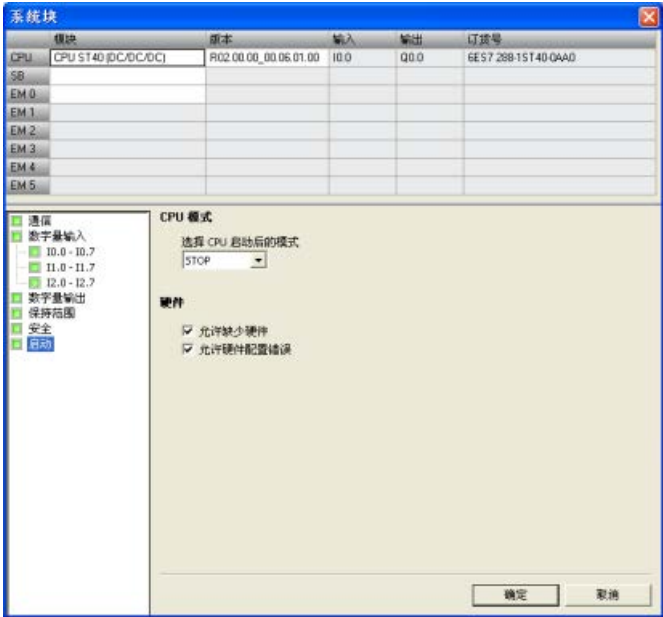 系统块
模块 版本 输入 输出 订货号
CPU CPU ST40 (DC/DC/DC) R02.00.00_00.06.01.00 I0.0 Q0.0 6ES7 288-1ST40-0AA0
SB
EM 0
EM 1
EM 2
EM 3
EM 4
EM 5
通信
数字量输入
I0.0 - I0.7
I1.0 - I1.7
I2.0 - I2.7
数字量输出
保持范围
安全
启动
CPU 模式
选择 CPU 启动后的模式
STOP
硬件
允许缺少硬件
允许硬件配置错误
确定 取消